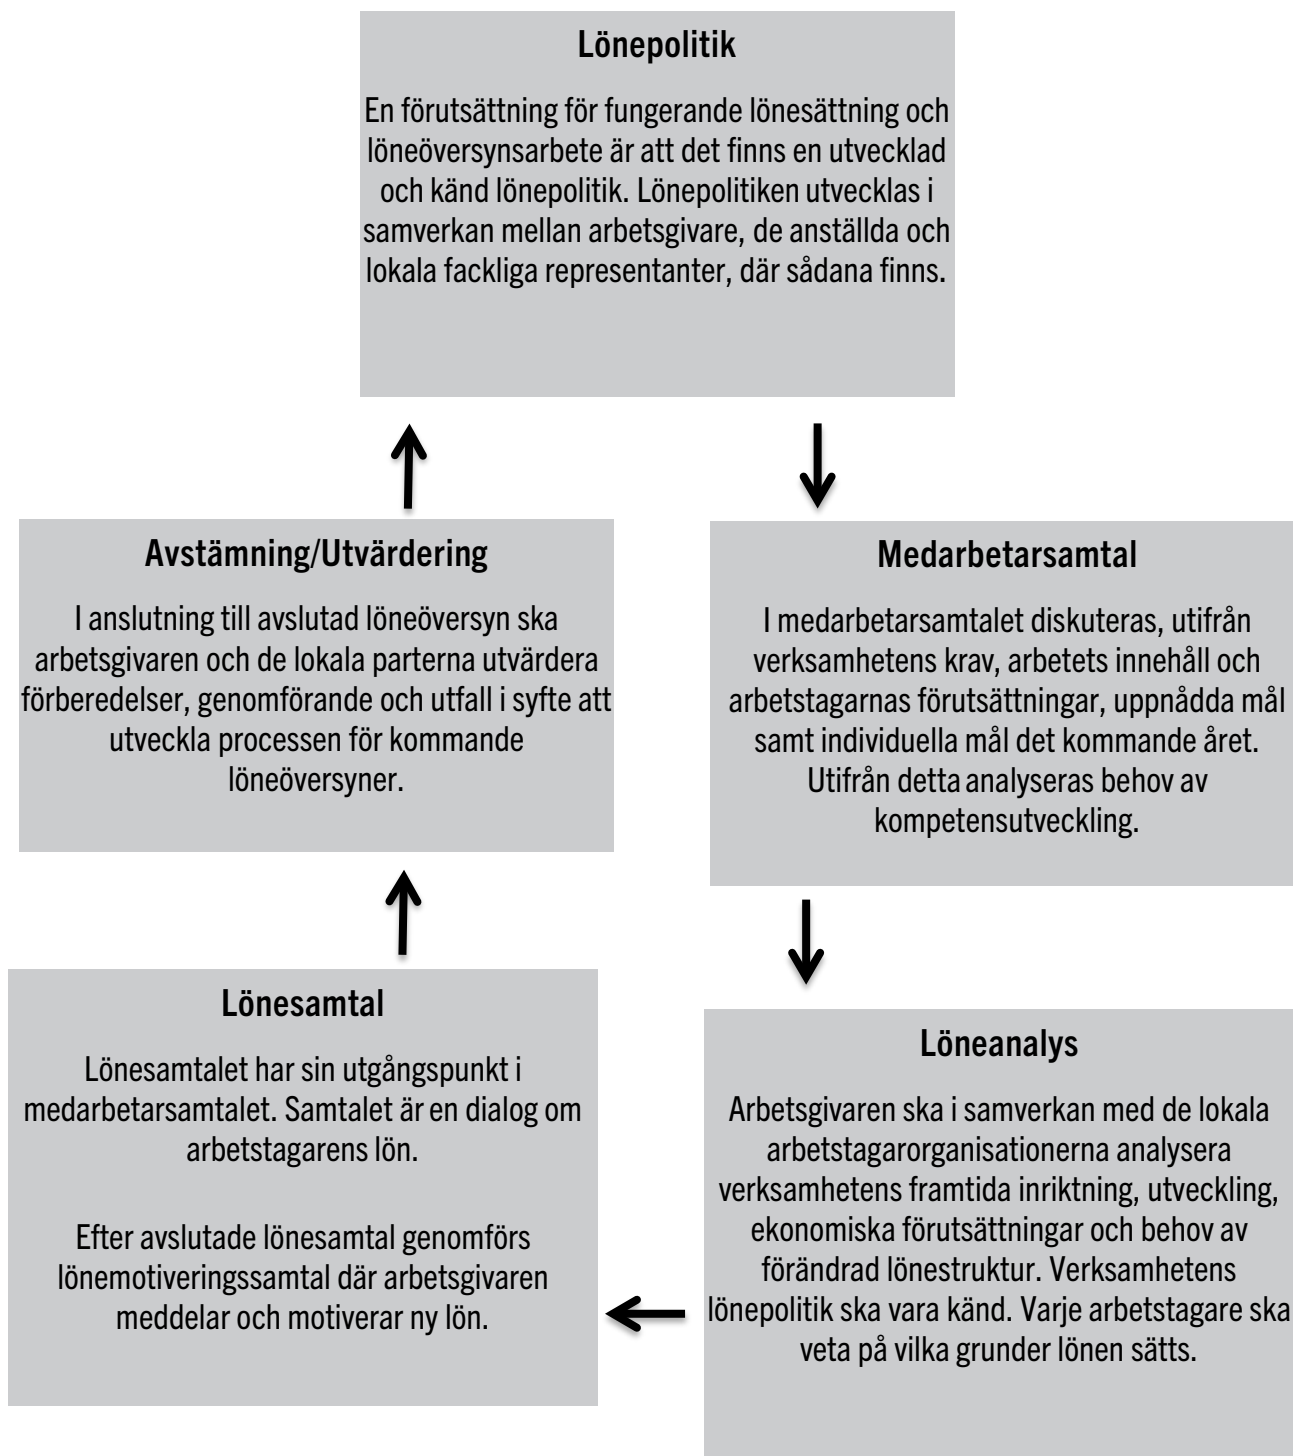 Lönepolitik
En förutsättning för fungerande lönesättning och
löneöversynsarbete är att det finns en utvecklad
och känd lönepolitik. Lönepolitiken utvecklas i
samverkan mellan arbetsgivare, de anställda och
lokala fackliga representanter, där sådana finns.
Medarbetarsamtal
I medarbetarsamtalet diskuteras, utifrån
verksamhetens krav, arbetets innehåll och
arbetstagarnas förutsättningar, uppnådda mål
samt individuella mål det kommande året.
Utifrån detta analyseras behov av
kompetensutveckling.
Löneanalys
Arbetsgivaren ska i samverkan med de lokala
arbetstagarorganisationerna analysera
verksamhetens framtida inriktning, utveckling,
ekonomiska förutsättningar och behov av
förändrad lönestruktur. Verksamhetens
lönepolitik ska vara känd. Varje arbetstagare ska
veta på vilka grunder lönen sätts.
Lönesamtal
Lönesamtalet har sin utgångspunkt i
medarbetarsamtalet. Samtalet är en dialog om
arbetstagarens lön.
Efter avslutade lönesamtal genomförs
lönemotiveringssamtal där arbetsgivaren
meddelar och motiverar ny lön.
Avstämning/Utvärdering
I anslutning till avslutad löneöversyn ska
arbetsgivaren och de lokala parterna utvärdera
förberedelser, genomförande och utfall i syfte att
utveckla processen för kommande
löneöversyner.